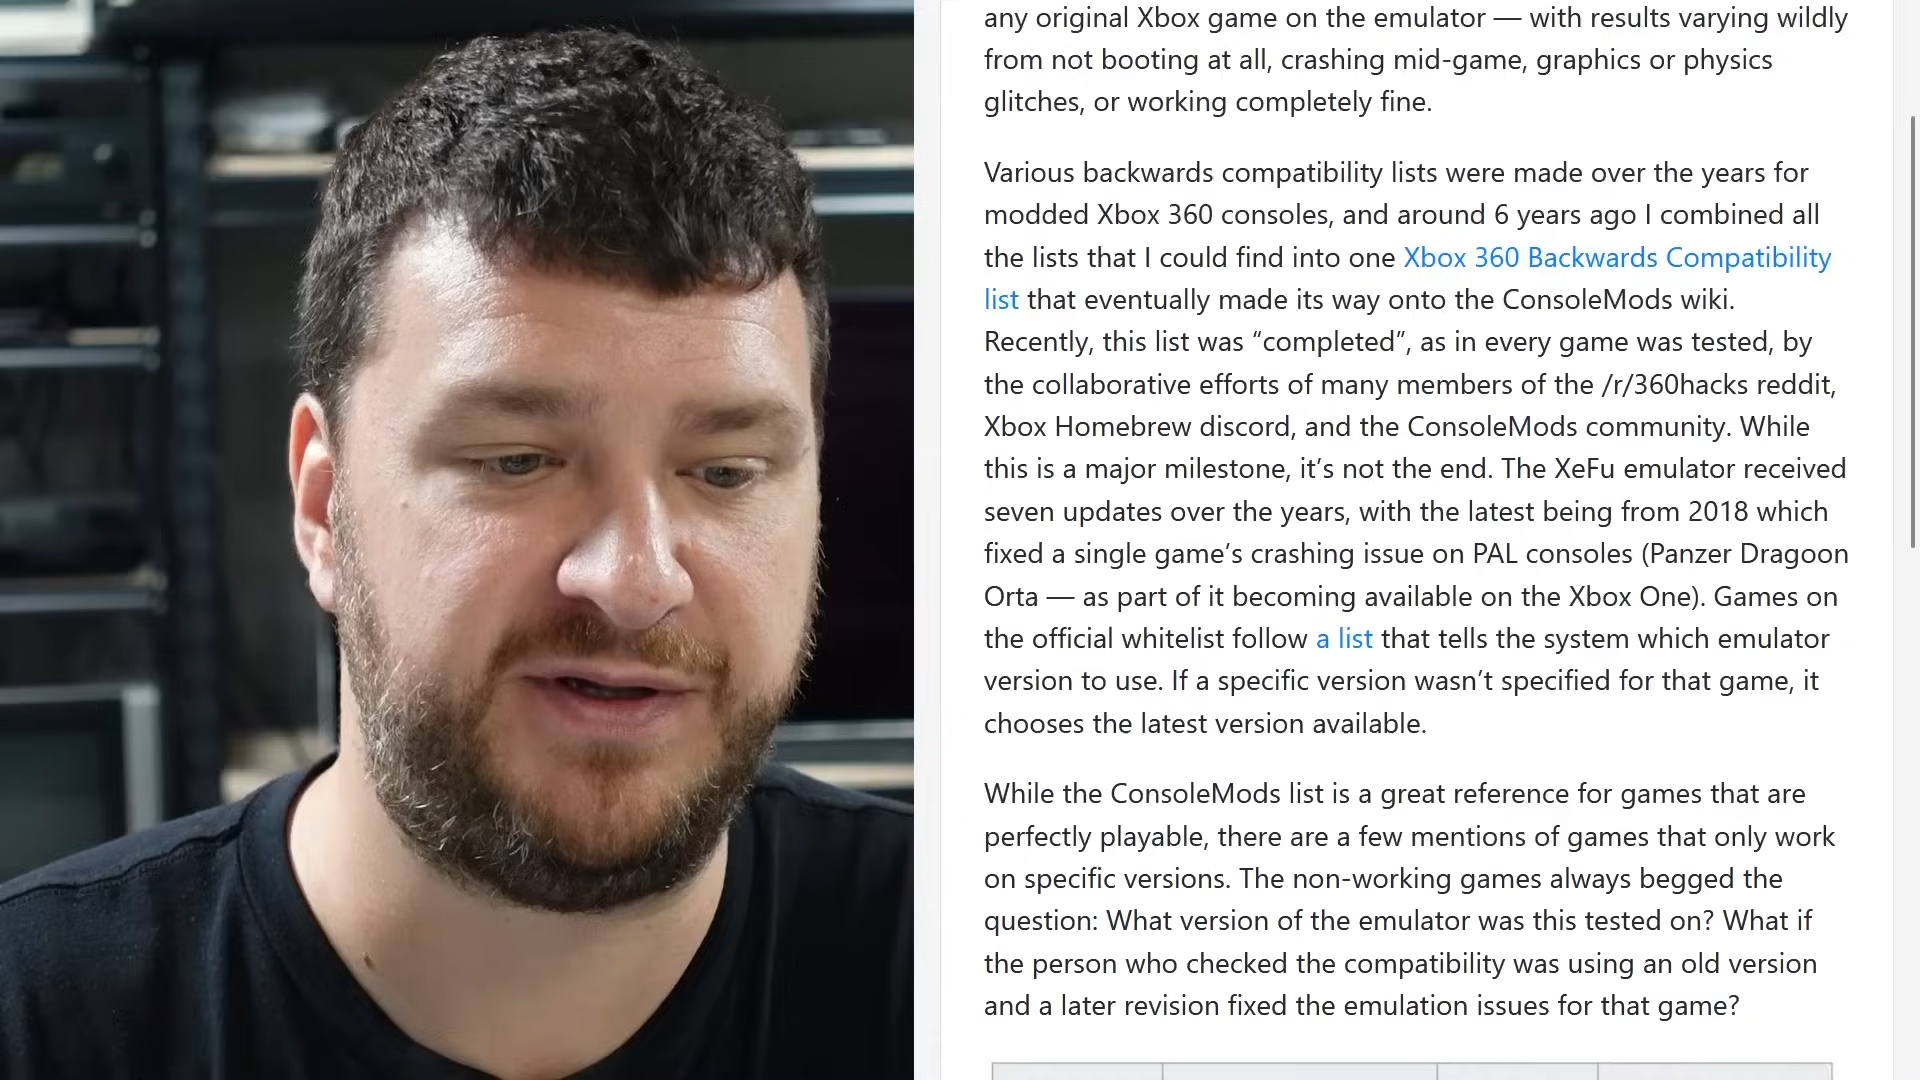 any original Xbox game on the emulator — with results varying wildly
from not booting at all, crashing mid-game, graphics or physics
glitches, or working completely fine.
Various backwards compatibility lists were made over the years for
modded Xbox 360 consoles, and around 6 years ago I combined all
the lists that I could find into one Xbox 360 Backwards Compatibility
list that eventually made its way onto the ConsoleMods wiki.
Recently, this list was “completed”, as in every game was tested, by
the collaborative efforts of many members of the /r/360hacks reddit,
Xbox Homebrew discord, and the ConsoleMods community. While
this is a major milestone, it’s not the end. The XeFu emulator received
seven updates over the years, with the latest being from 2018 which
fixed a single game’s crashing issue on PAL consoles (Panzer Dragoon
Orta — as part of it becoming available on the Xbox One). Games on
the official whitelist follow a list that tells the system which emulator
version to use. If a specific version wasn’t specified for that game, it
chooses the latest version available.
While the ConsoleMods list is a great reference for games that are
perfectly playable, there are a few mentions of games that only work
on specific versions. The non-working games always begged the
question: What version of the emulator was this tested on? What if
the person who checked the compatibility was using an old version
and a later revision fixed the emulation issues for that game?